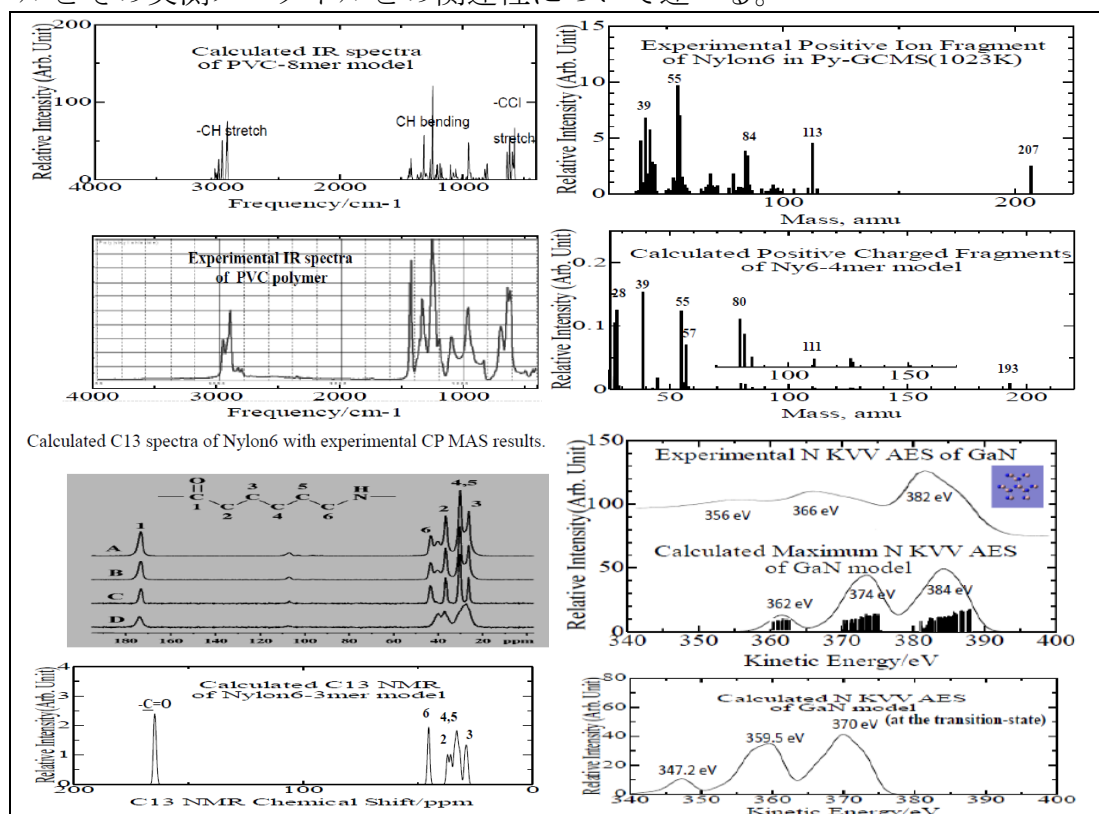 Calculated IR spectra
of PVC-8mer model
Relative Intensity (Arb. Unit)
200
100
0
-CH stretch
CH bending
-CCl
stretch
4000
2000
0
Frequency/cm-1
Experimental IR spectra
of PVC polymer
3000
Frequency/cm-1
Calculated C13 spectra of Nylon6 with experimental CP MAS results.
O
H
N
1
2
3
4
5
6
C
1
6
2
4,5
3
A
B
C
D
180
160
140
120
100
80
60
40
20
ppm
Calculated C13 NMR
of Nylon6-3mer model
Relative Intensity(Arb. Unit)
4
3
2
1
0
-C=O
6
4,5
2
3
200
100
0
C13 NMR Chemical Shift/ppm
Experimental Positive Ion Fragment
of Nylon6 in Py-GCMS(1023K)
Relative Intensity (Arb. Unit)
15
10
5
0
39
55
84
113
207
100
200
Mass, amu
Calculated Positive Charged Fragments
of Ny6-4mer model
Relative Intensity (Arb. Unit)
0.2
0.1
0
28
39
55
57
80
111
193
100
150
50
100
150
200
Mass, amu
Experimental N KVV AES of GaN
Relative Intensity(Arb. Unit)
150
100
50
0
356 eV
366 eV
382 eV
Calculated Maximum N KVV AES
of GaN model
362 eV
374 eV
384 eV
340
350
360
370
380
390
400
Kinetic Energy/eV
Calculated N KVV AES
of GaN model
(at the transition-state)
Relative Intensity(Arb. Unit)
80
60
40
20
0
347.2 eV
359.5 eV
370 eV
340
350
360
370
380
390
400
Kinetic Energy/eV